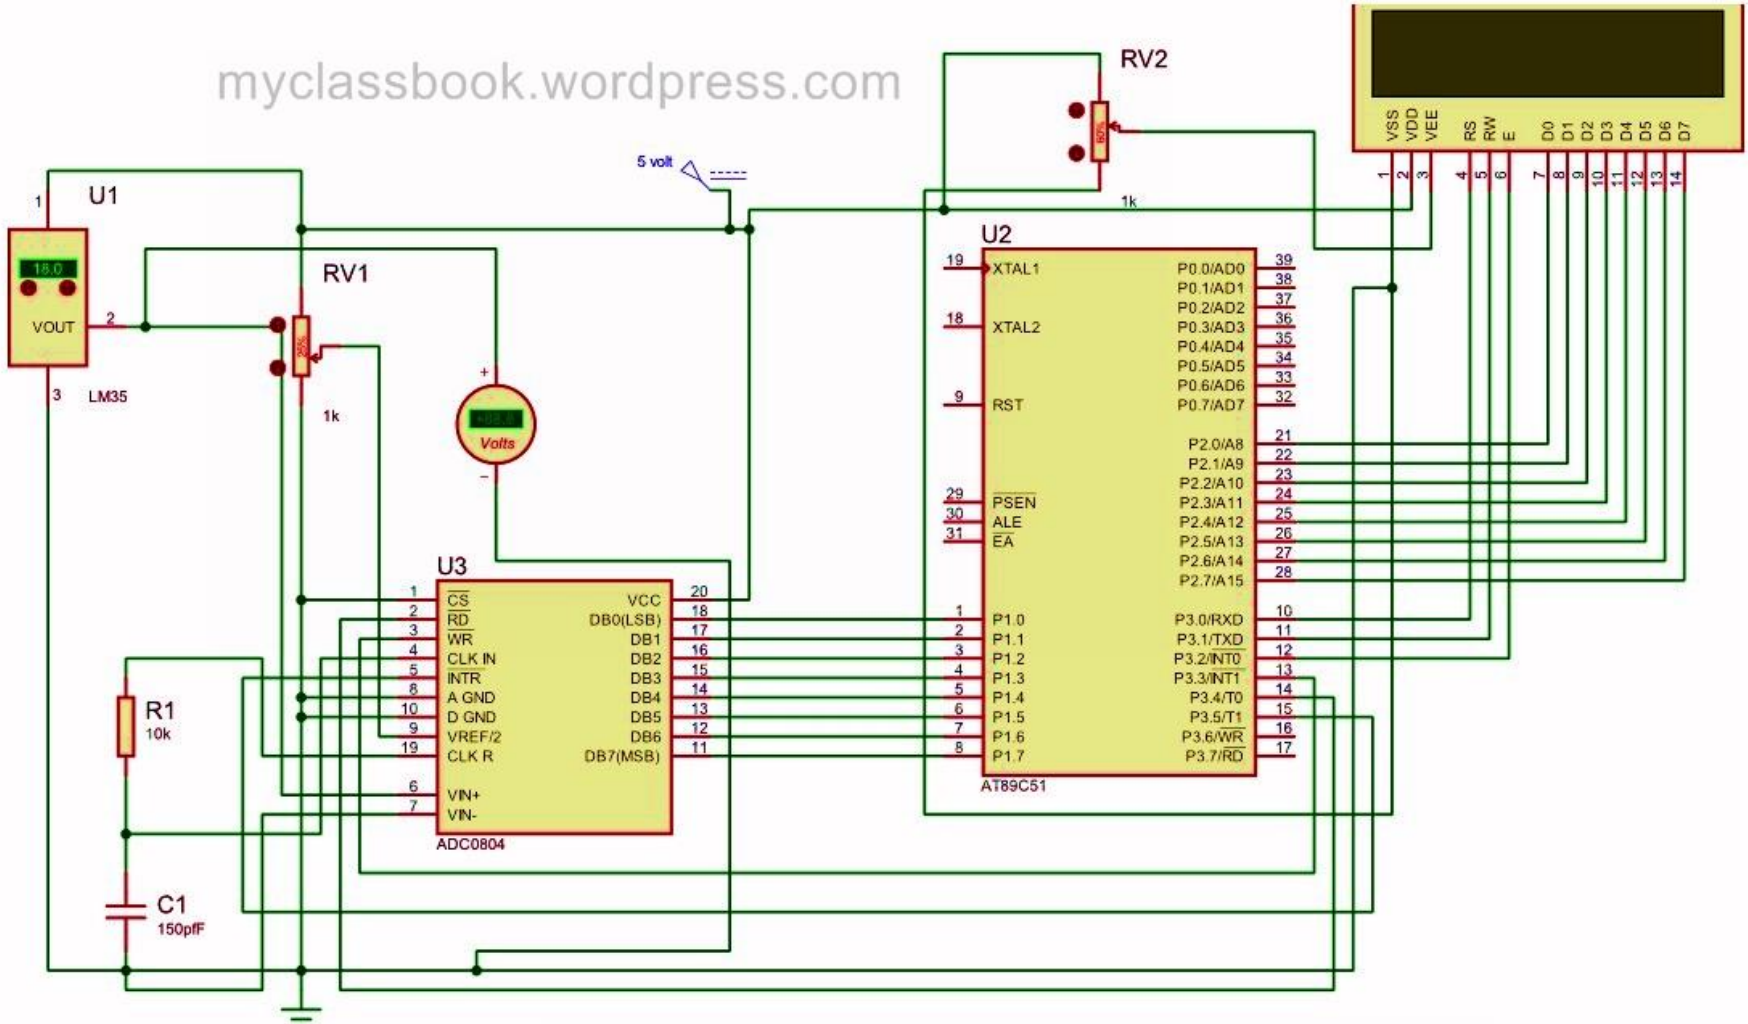 myclassbook.wordpress.com
RV2
60%
1k
VSS
VDD
VEE
RS
RW
E
D0
D1
D2
D3
D4
D5
D6
D7
1
2
3
4
5
6
7
8
9
10
11
12
13
14
5 volt
U1
1
18.0
VOUT
2
3
LM35
RV1
25%
1k
+
Volts
−
U2
19
XTAL1
18
XTAL2
9
RST
29
PSEN
30
ALE
31
EA
1
P1.0
2
P1.1
3
P1.2
4
P1.3
5
P1.4
6
P1.5
7
P1.6
8
P1.7
P0.0/AD0
39
P0.1/AD1
38
P0.2/AD2
37
P0.3/AD3
36
P0.4/AD4
35
P0.5/AD5
34
P0.6/AD6
33
P0.7/AD7
32
P2.0/A8
21
P2.1/A9
22
P2.2/A10
23
P2.3/A11
24
P2.4/A12
25
P2.5/A13
26
P2.6/A14
27
P2.7/A15
28
P3.0/RXD
10
P3.1/TXD
11
P3.2/INT0
12
P3.3/INT1
13
P3.4/T0
14
P3.5/T1
15
P3.6/WR
16
P3.7/RD
17
AT89C51
U3
1
CS
2
RD
3
WR
4
CLK IN
5
INTR
8
A GND
10
D GND
9
VREF/2
19
CLK R
6
VIN+
7
VIN-
VCC
20
DB0(LSB)
18
DB1
17
DB2
16
DB3
15
DB4
14
DB5
13
DB6
12
DB7(MSB)
11
ADC0804
R1
10k
C1
150pfF